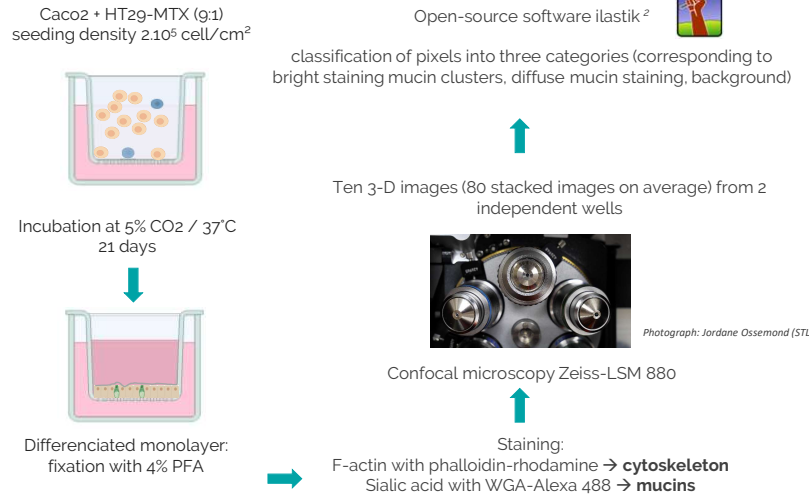 Caco2 + HT29-MTX (9:1)
seeding density 2.10⁵ cell/cm²
Incubation at 5% CO2 / 37°C
21 days
Differenciated monolayer:
fixation with 4% PFA
Staining:
F-actin with phalloidin-rhodamine → cytoskeleton
Sialic acid with WGA-Alexa 488 → mucins
Confocal microscopy Zeiss-LSM 880
Photograph: Jordane Ossemond (STL
Ten 3-D images (80 stacked images on average) from 2
independent wells
classification of pixels into three categories (corresponding to
bright staining mucin clusters, diffuse mucin staining, background)
Open-source software ilastik ²